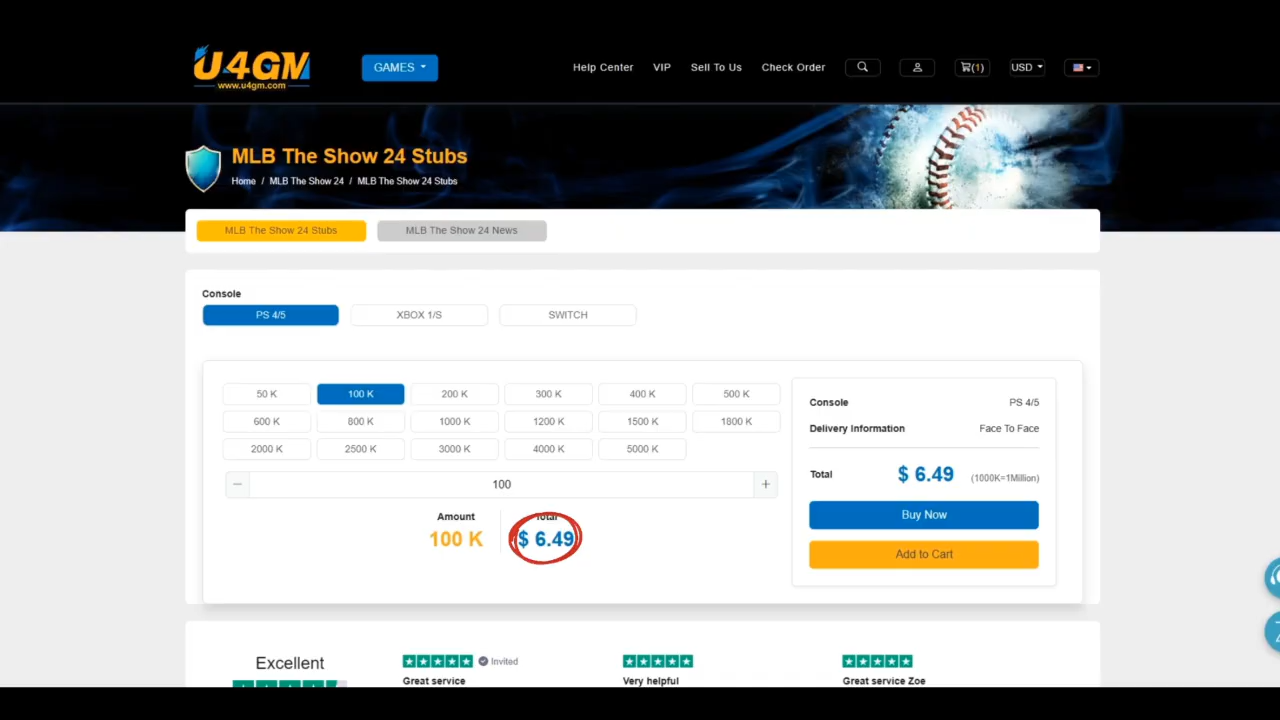 U4GM
www.u4gm.com
GAMES
Help Center
VIP
Sell To Us
Check Order
(1)
USD
MLB The Show 24 Stubs
Home / MLB The Show 24 / MLB The Show 24 Stubs
MLB The Show 24 Stubs
MLB The Show 24 News
Console
PS 4/5
XBOX 1/S
SWITCH
50 K
100 K
200 K
300 K
400 K
500 K
600 K
800 K
1000 K
1200 K
1500 K
1800 K
2000 K
2500 K
3000 K
4000 K
5000 K
− 100 +
Amount
Total
100 K
$ 6.49
Console
PS 4/5
Delivery Information
Face To Face
Total
$ 6.49
(1000K=1Million)
Buy Now
Add to Cart
Excellent
Invited
Great service
Very helpful
Great service Zoe